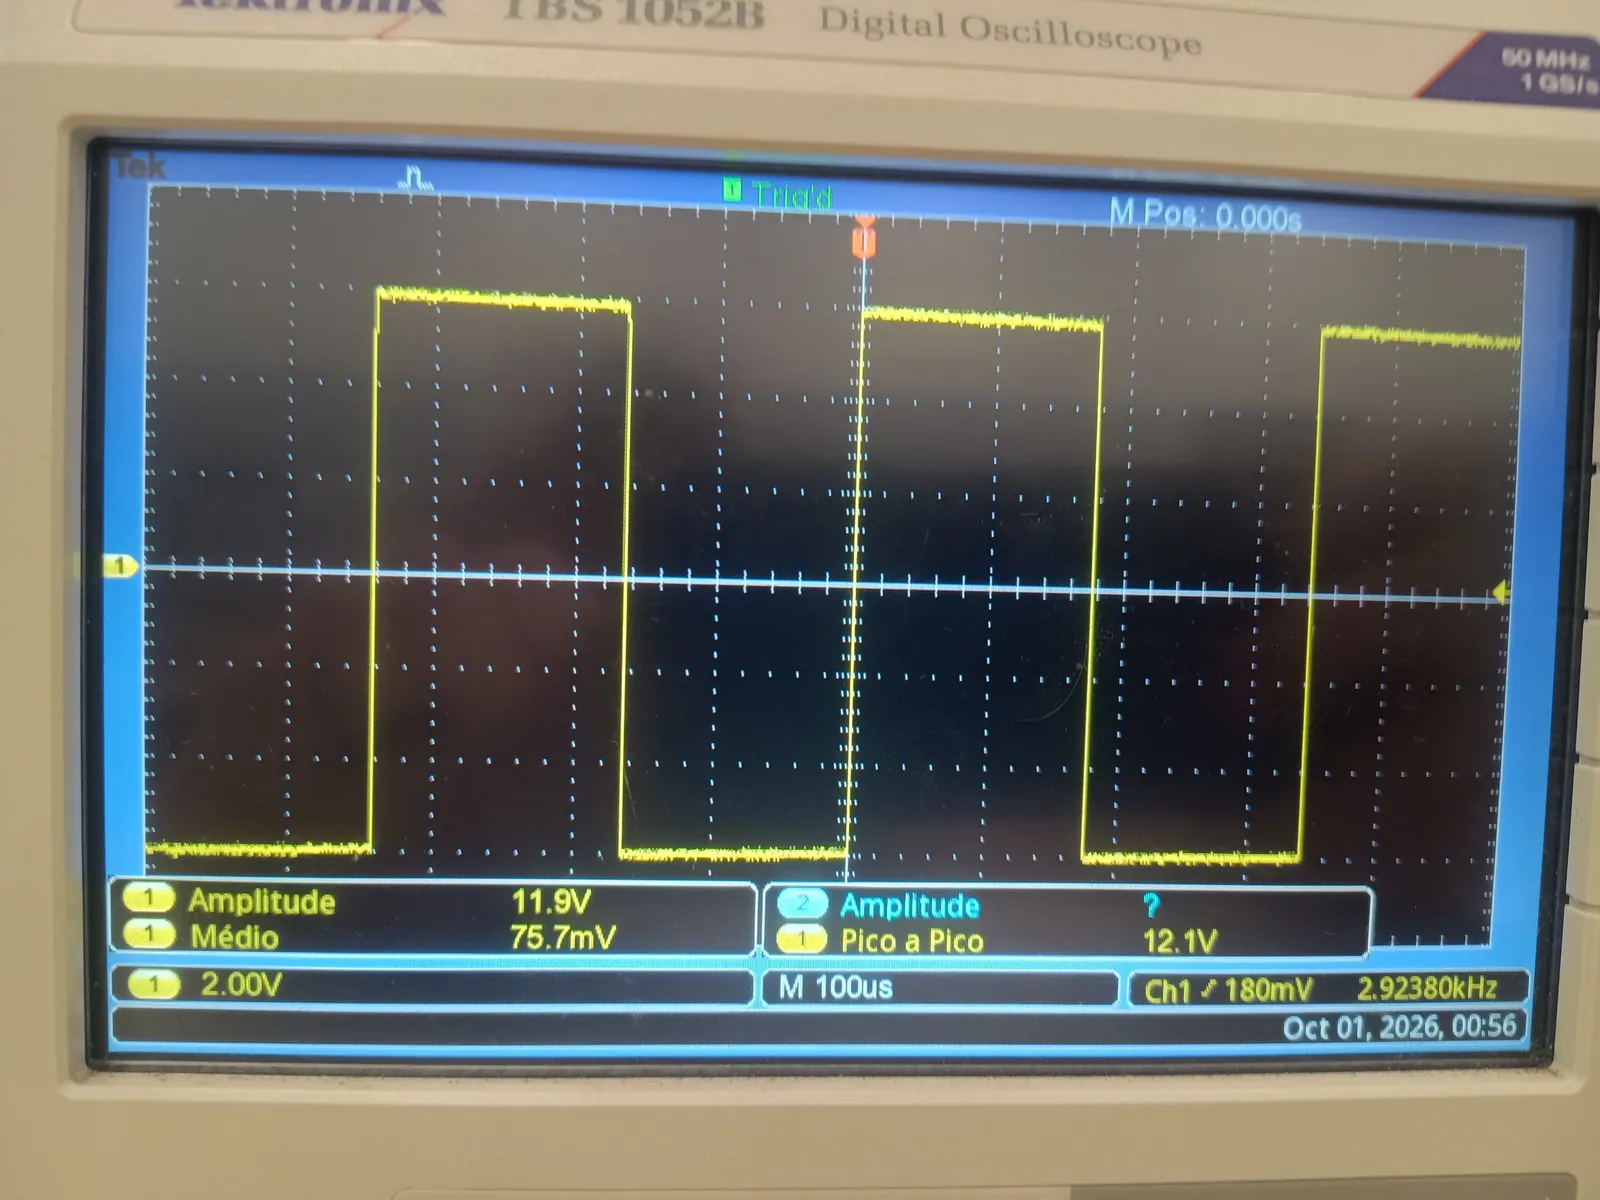 Tektronix TBS 1052B Digital Oscilloscope
50 MHz
1 GS/s
Tek
1 Trig'd
M Pos: 0.000s
1
1 Amplitude 11.9V
1 Médio 75.7mV
2 Amplitude ?
1 Pico a Pico 12.1V
1 2.00V
M 100us
Ch1 180mV 2.92380kHz
Oct 01, 2026, 00:56